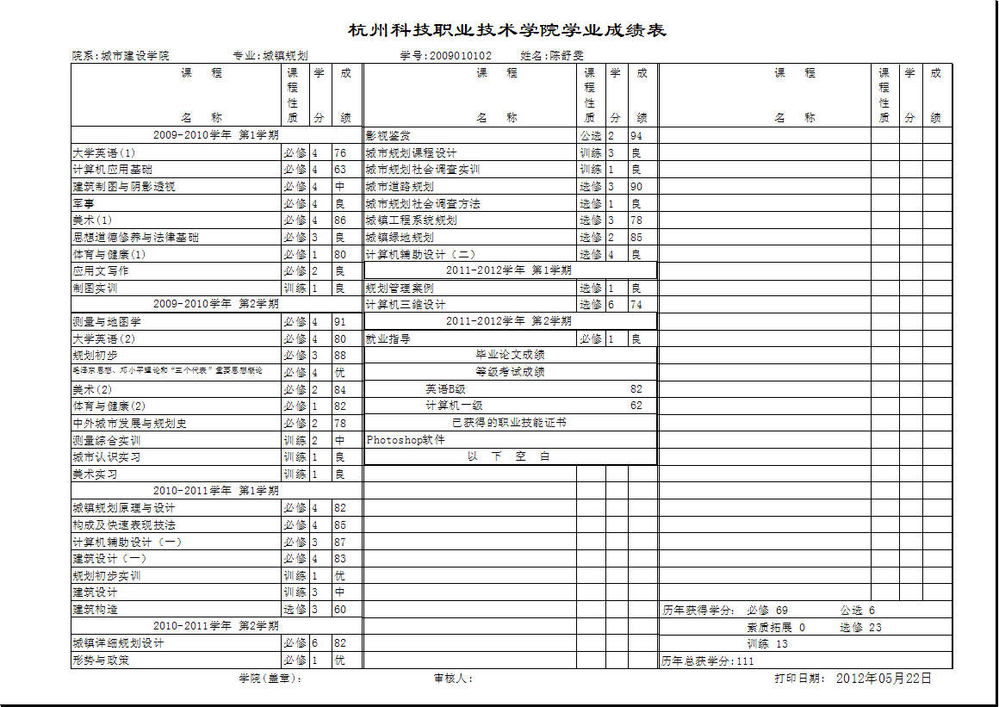 杭州科技职业技术学院学业成绩表
院系:城市建设学院 专业:城镇规划 学号:2009010102 姓名:陈舒雯
课程名称 课程性质 学分 成绩
2009-2010学年 第1学期
大学英语(1) 必修 4 76
计算机应用基础 必修 4 63
建筑制图与阴影透视 必修 4 中
军事 必修 4 良
美术(1) 必修 4 86
思想道德修养与法律基础 必修 3 良
体育与健康(1) 必修 1 80
应用文写作 必修 2 良
制图实训 训练 1 良
2009-2010学年 第2学期
测量与地图学 必修 4 91
大学英语(2) 必修 4 80
规划初步 必修 3 88
毛泽东思想、邓小平理论和“三个代表”重要思想概论 必修 4 优
美术(2) 必修 2 84
体育与健康(2) 必修 1 82
中外城市发展与规划史 必修 2 78
测量综合实训 训练 2 中
城市认识实习 训练 1 良
美术实习 训练 1 良
2010-2011学年 第1学期
城镇规划原理与设计 必修 4 82
构成及快速表现技法 必修 4 85
计算机辅助设计（一） 必修 3 87
建筑设计（一） 必修 4 83
规划初步实训 训练 1 优
建筑设计 训练 3 中
建筑构造 选修 3 60
2010-2011学年 第2学期
城镇详细规划设计 必修 6 82
形势与政策 必修 1 优
课程名称 课程性质 学分 成绩
影视鉴赏 公选 2 94
城市规划课程设计 训练 3 良
城市规划社会调查实训 训练 1 良
城市道路规划 选修 3 90
城市规划社会调查方法 选修 1 良
城镇工程系统规划 选修 3 78
城镇绿地规划 选修 2 85
计算机辅助设计（二） 选修 4 良
2011-2012学年 第1学期
规划管理案例 选修 1 良
计算机三维设计 选修 6 74
2011-2012学年 第2学期
就业指导 必修 1 良
毕业论文成绩
等级考试成绩
英语B级 82
计算机一级 62
已获得的职业技能证书
Photoshop软件
以 下 空 白
课程名称 课程性质 学分 成绩
历年获得学分: 必修 69 公选 6
素质拓展 0 选修 23
训练 13
历年总获学分:111
学院(盖章): 审核人: 打印日期: 2012年05月22日